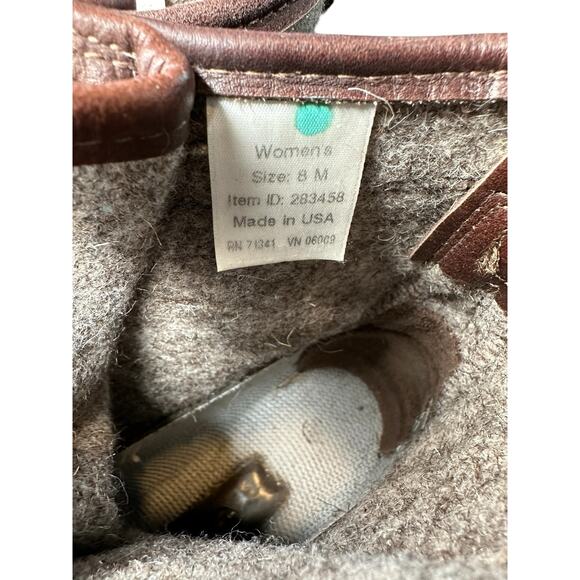 Women's
Size: 8 M
Item ID: 283458
Made in USA
RN 71341 VN 06009